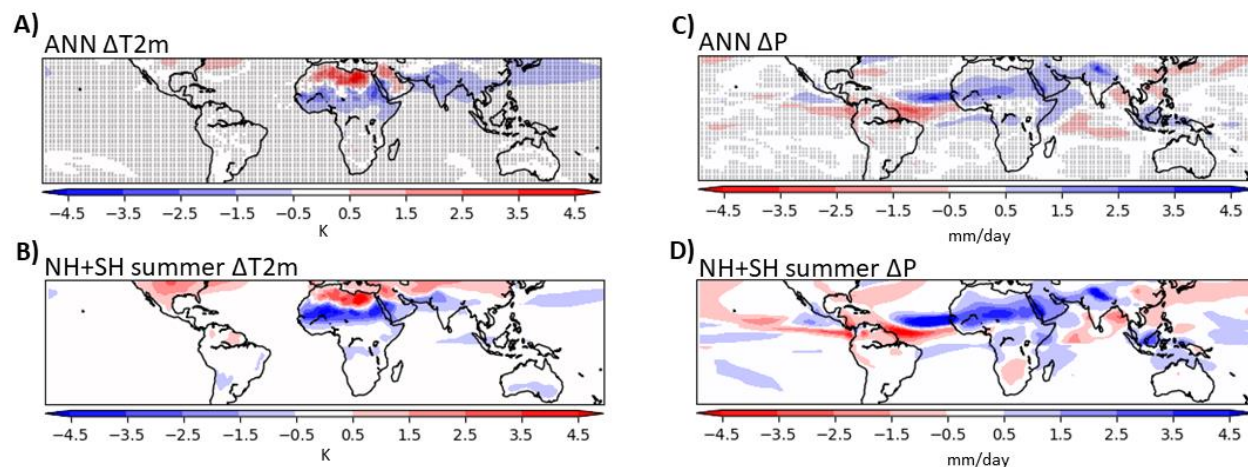 A)
ANN ΔT2m
−4.5 −3.5 −2.5 −1.5 −0.5 0.5 1.5 2.5 3.5 4.5
K
B)
NH+SH summer ΔT2m
−4.5 −3.5 −2.5 −1.5 −0.5 0.5 1.5 2.5 3.5 4.5
K
C)
ANN ΔP
−4.5 −3.5 −2.5 −1.5 −0.5 0.5 1.5 2.5 3.5 4.5
mm/day
D)
NH+SH summer ΔP
−4.5 −3.5 −2.5 −1.5 −0.5 0.5 1.5 2.5 3.5 4.5
mm/day